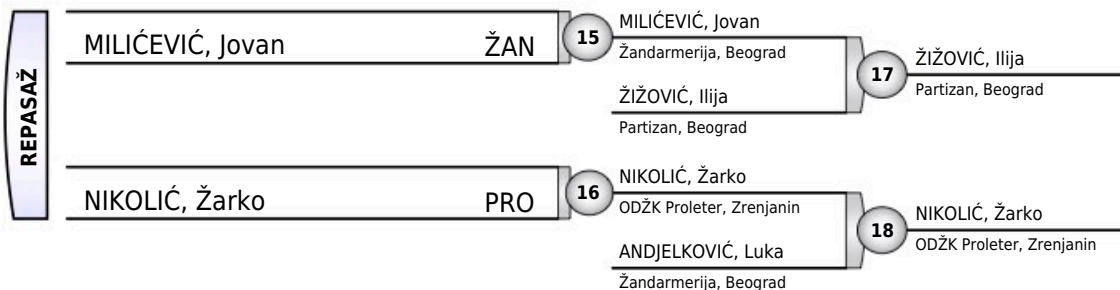 REPASAŽ
MILIĆEVIĆ, Jovan ŽAN
15
MILIĆEVIĆ, Jovan
Žandarmerija, Beograd
ŽIŽOVIĆ, Ilija
Partizan, Beograd
17
ŽIŽOVIĆ, Ilija
Partizan, Beograd
NIKOLIĆ, Žarko PRO
16
NIKOLIĆ, Žarko
ODŽK Proleter, Zrenjanin
ANDJELKOVIĆ, Luka
Žandarmerija, Beograd
18
NIKOLIĆ, Žarko
ODŽK Proleter, Zrenjanin